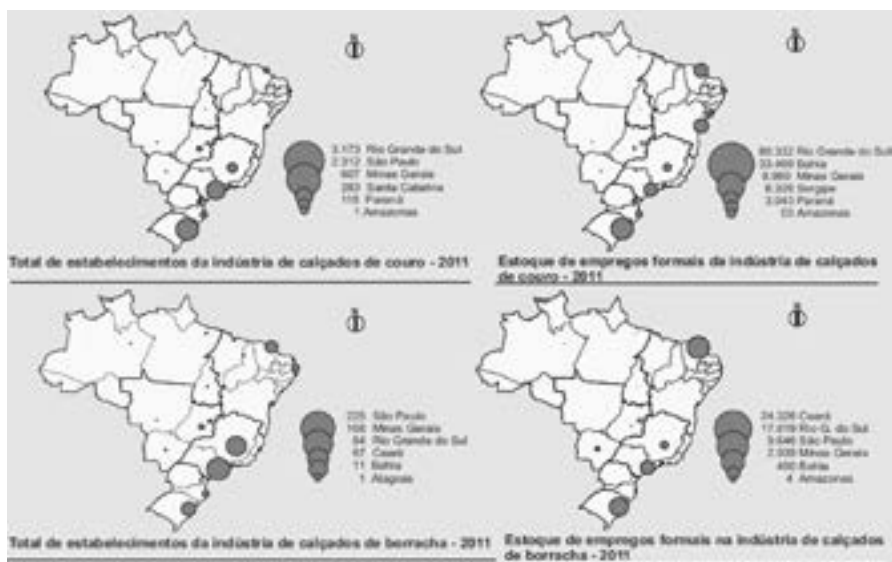 3.173 Rio Grande do Sul
2.312 São Paulo
607 Minas Gerais
283 Santa Catarina
Paraná
1 Amazonas
Total de estabelecimentos da indústria de calçados de couro - 2011
Rio Grande do Sul
Bahia
Minas Gerais
Sergipe
Paraná
Amazonas
Estoque de empregos formais da indústria de calçados
de couro - 2011
225 São Paulo
Minas Gerais
Rio Grande do Sul
Ceará
11 Bahia
1 Alagoas
Total de estabelecimentos da indústria de calçados de borracha - 2011
Ceará
Rio G. do Sul
São Paulo
Minas Gerais
Bahia
4 Amazonas
Estoque de empregos formais na indústria de calçados
de borracha - 2011